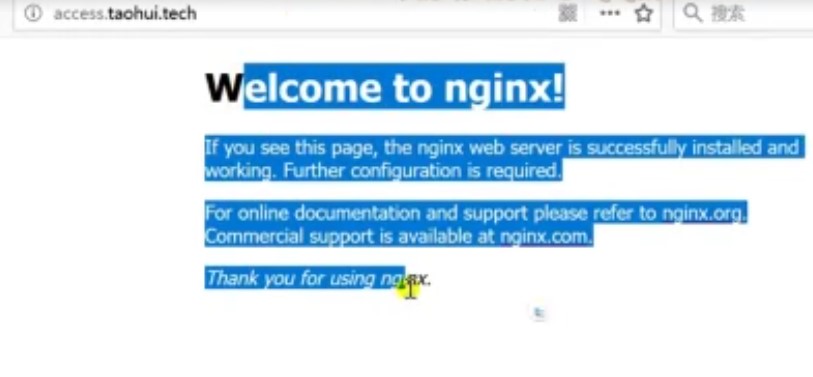 access.taohui.tech
搜索
Welcome to nginx!
If you see this page, the nginx web server is successfully installed and
working. Further configuration is required.
For online documentation and support please refer to nginx.org.
Commercial support is available at nginx.com.
Thank you for using nginx.